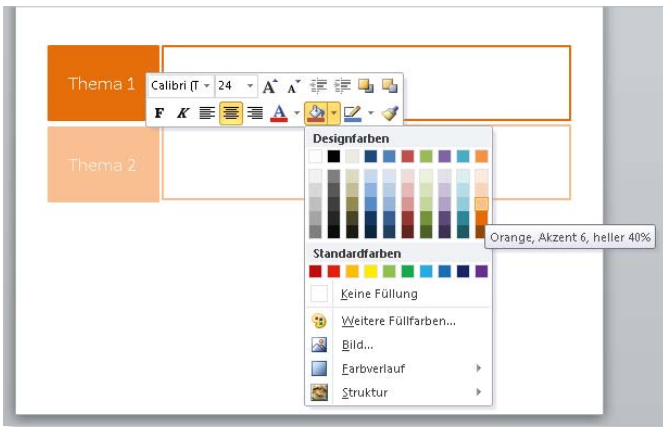 Thema 1
Calibri (T 24 A A
F K A
Thema 2
Designfarben
Orange, Akzent 6, heller 40%
Standardfarben
Keine Füllung
Weitere Füllfarben...
Bild...
Farbverlauf
Struktur